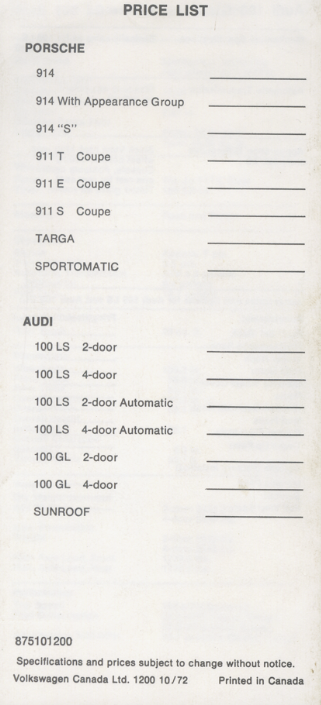 PRICE LIST
PORSCHE
914
914 With Appearance Group
914 "S"
911 T Coupe
911 E Coupe
911 S Coupe
TARGA
SPORTOMATIC
AUDI
100 LS 2-door
100 LS 4-door
100 LS 2-door Automatic
100 LS 4-door Automatic
100 GL 2-door
100 GL 4-door
SUNROOF
875101200
Specifications and prices subject to change without notice.
Volkswagen Canada Ltd. 1200 10/72 Printed in Canada